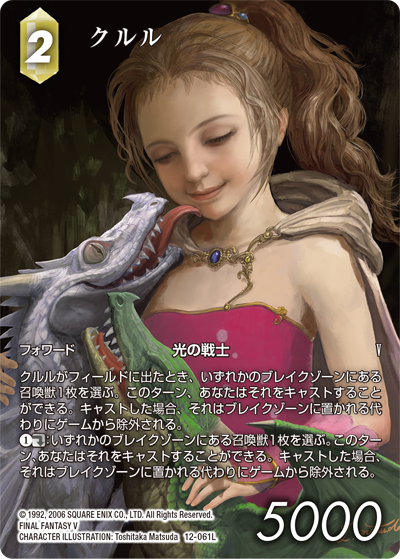 2
クルル
フォワード 光の戦士 V
クルルがフィールドに出たとき、いずれかのブレイクゾーンにある
召喚獣1枚を選ぶ。このターン、あなたはそれをキャストすること
ができる。キャストした場合、それはブレイクゾーンに置かれる代
わりにゲームから除外される。
❶:いずれかのブレイクゾーンにある召喚獣1枚を選ぶ。このター
ン、あなたはそれをキャストすることができる。キャストした場合、
それはブレイクゾーンに置かれる代わりにゲームから除外される。
© 1992, 2006 SQUARE ENIX CO., LTD. All Rights Reserved.
FINAL FANTASY V
CHARACTER ILLUSTRATION: Toshitaka Matsuda 12-061L
5000